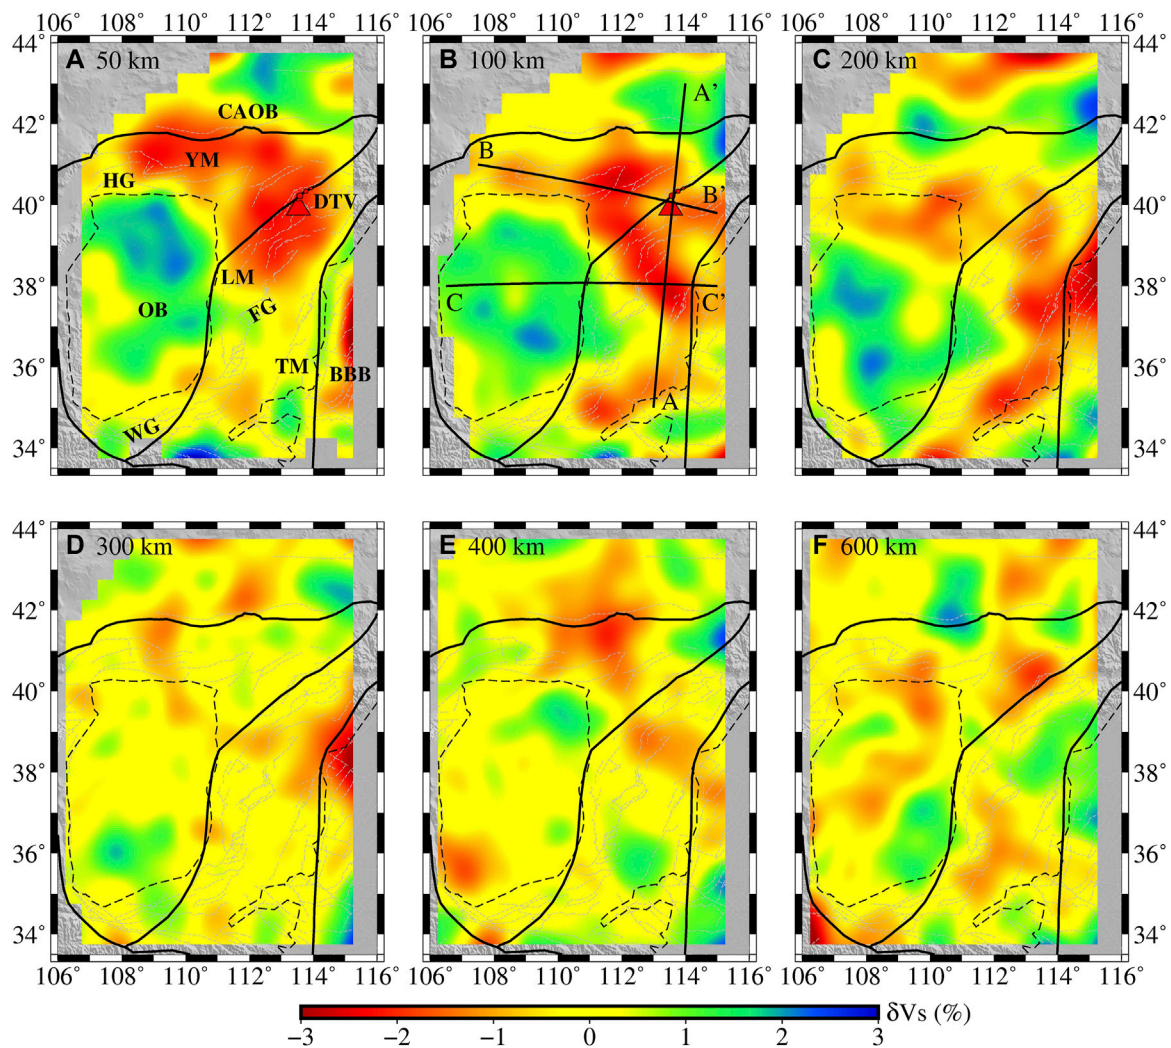 106° 108° 110° 112° 114° 116° 106° 108° 110° 112° 114° 116° 106° 108° 110° 112° 114° 116°
44° A 50 km B 100 km C 200 km 44°
42° CAOB A' 42°
YM B
HG B'
40° DTV 40°
38° LM C C' 38°
OB FG
36° TM BBB 36°
A
34° WG 34°
44° D 300 km E 400 km F 600 km 44°
42° 42°
40° 40°
38° 38°
36° 36°
34° 34°
106° 108° 110° 112° 114° 116° 106° 108° 110° 112° 114° 116° 106° 108° 110° 112° 114° 116°
δVs (%)
−3 −2 −1 0 1 2 3